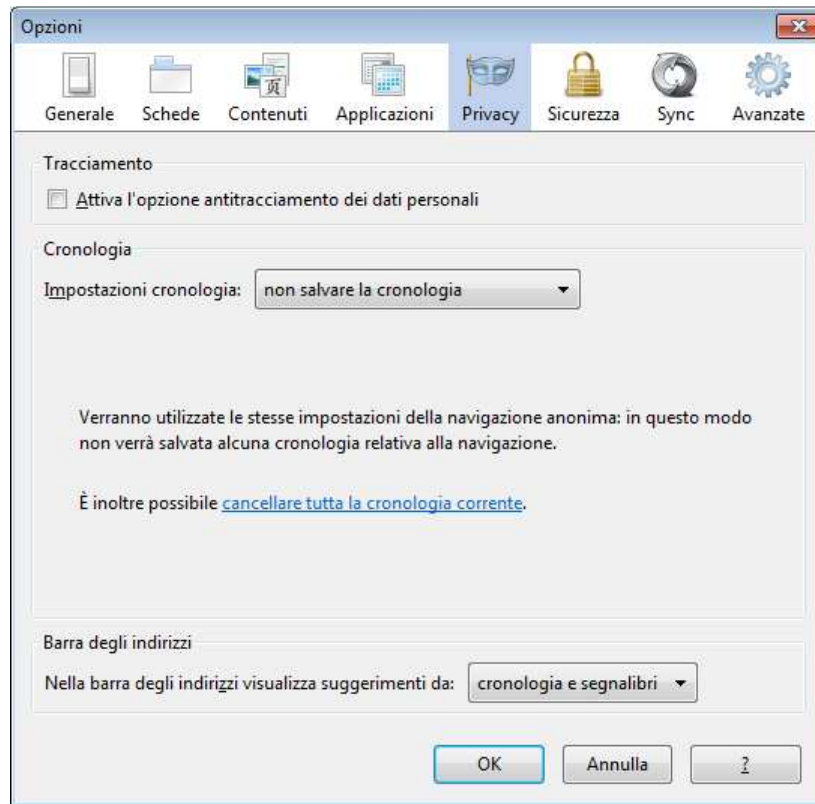 Opzioni
Generale Schede Contenuti Applicazioni Privacy Sicurezza Sync Avanzate
Tracciamento
Attiva l'opzione antitracciamento dei dati personali
Cronologia
Impostazioni cronologia: non salvare la cronologia
Verranno utilizzate le stesse impostazioni della navigazione anonima: in questo modo
non verrà salvata alcuna cronologia relativa alla navigazione.
È inoltre possibile cancellare tutta la cronologia corrente.
Barra degli indirizzi
Nella barra degli indirizzi visualizza suggerimenti da: cronologia e segnalibri
OK Annulla ?